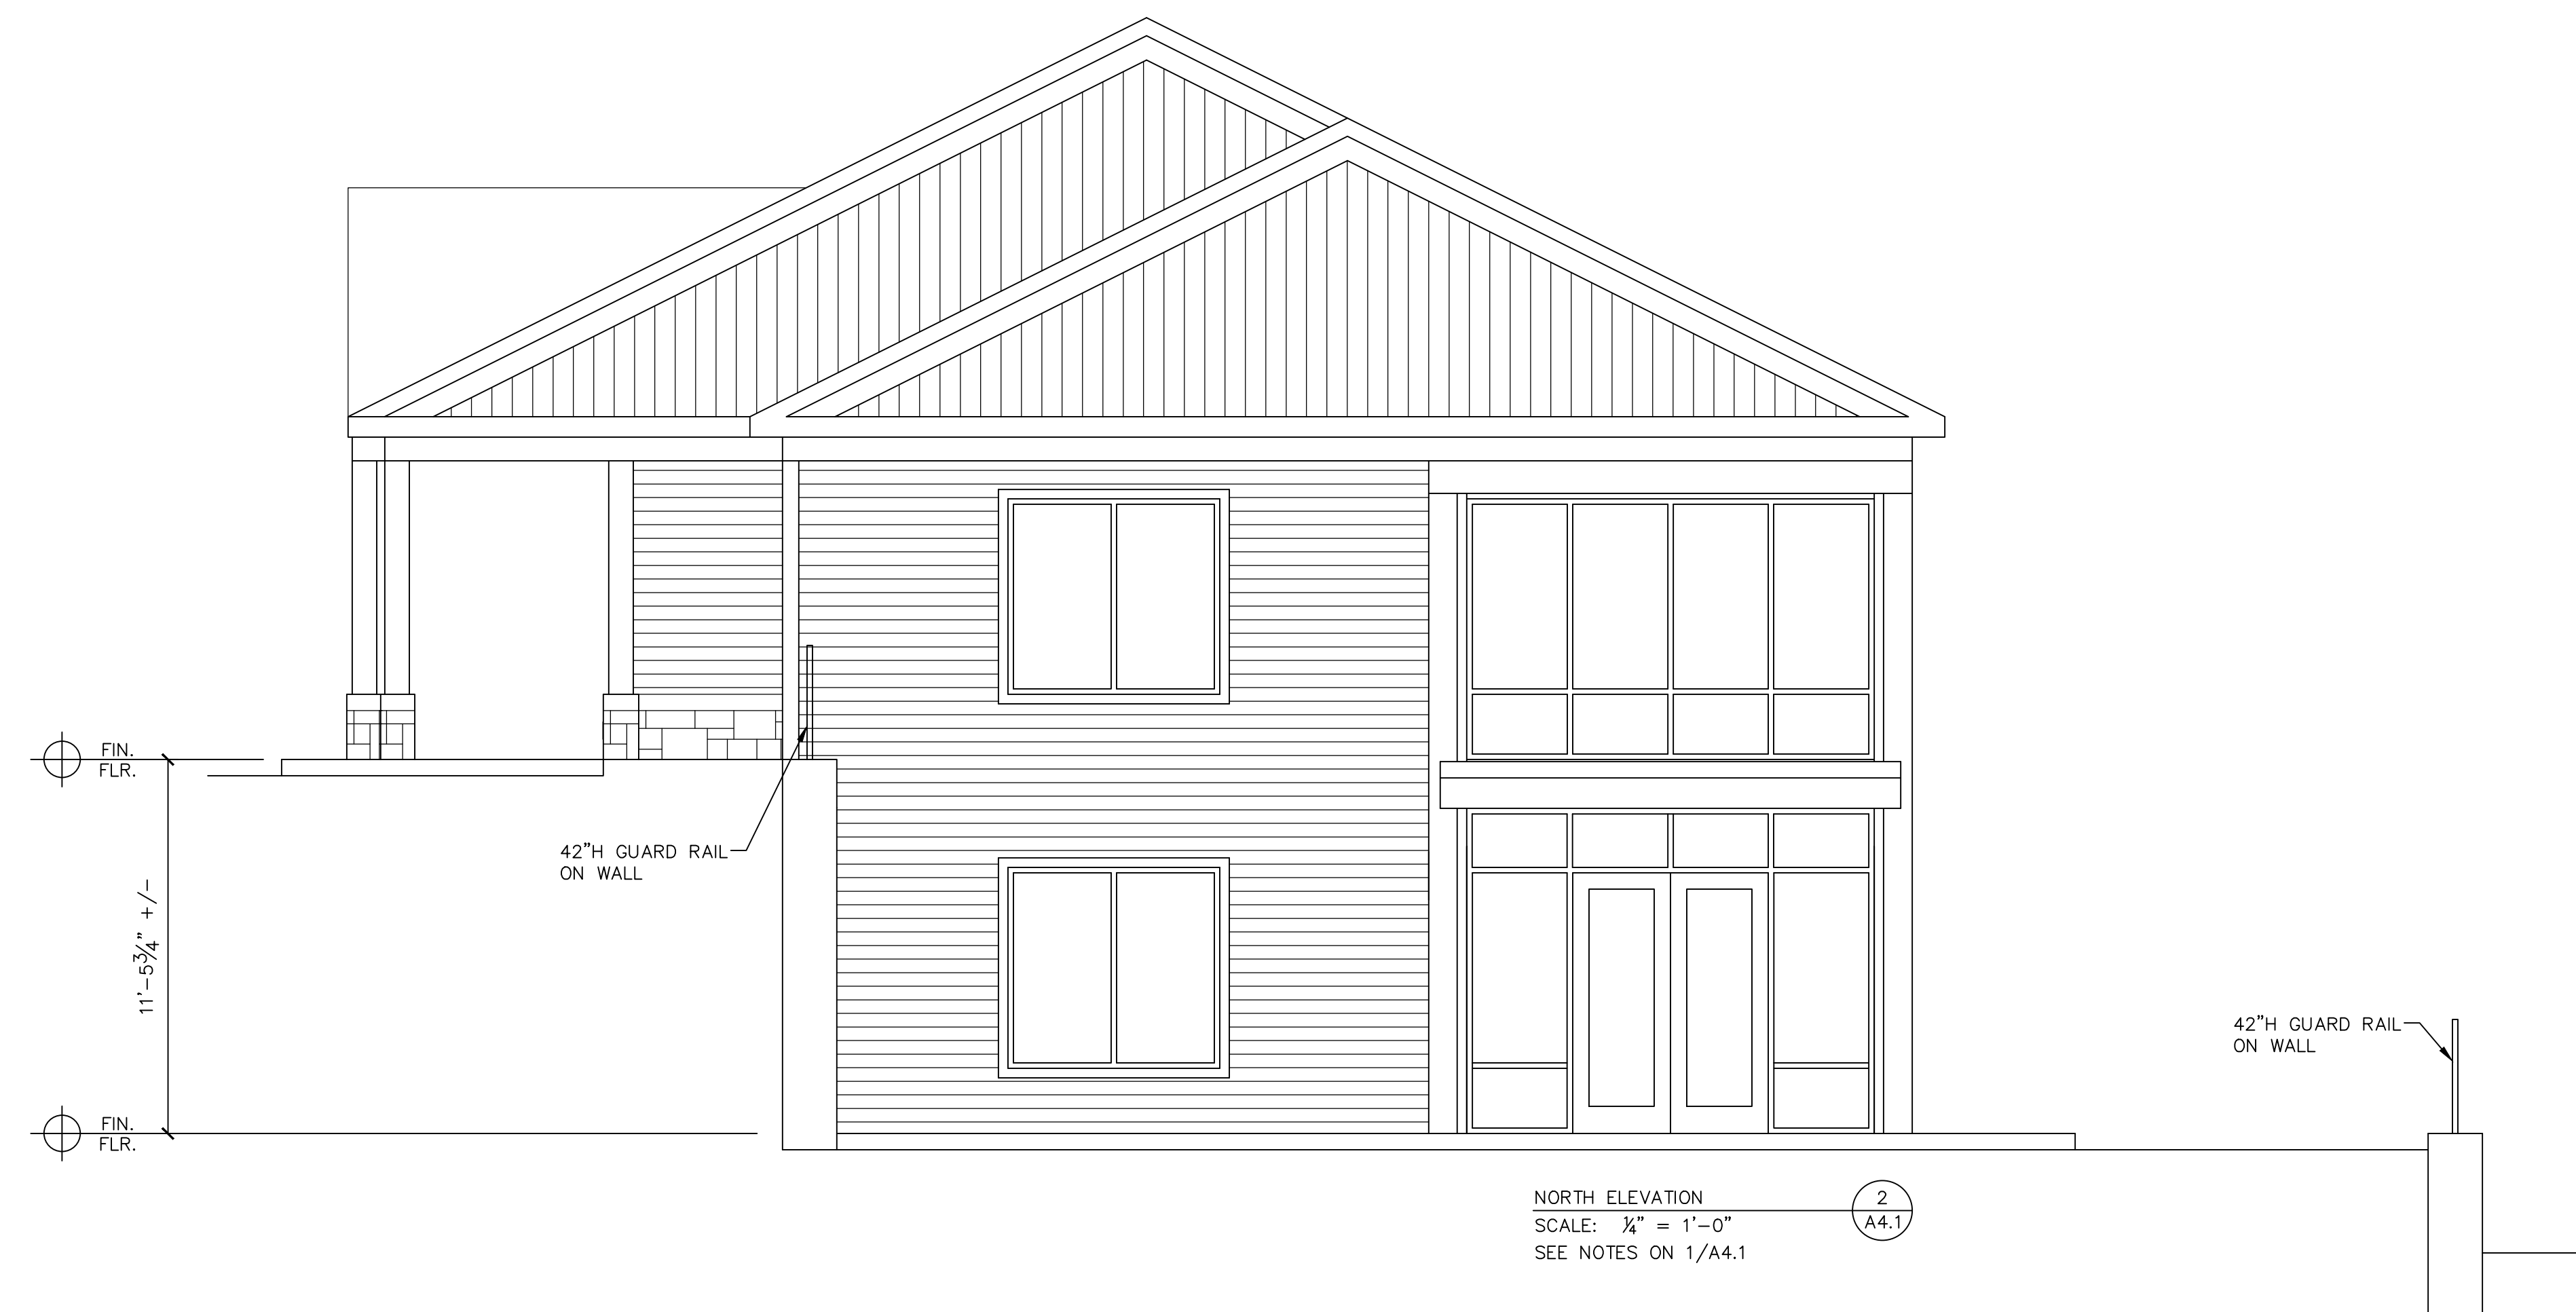 FIN.
FLR.
42"H GUARD RAIL
ON WALL
11'-5¾" +/-
42"H GUARD RAIL
ON WALL
FIN.
FLR.
NORTH ELEVATION
SCALE: ¼" = 1'-0"
SEE NOTES ON 1/A4.1
2
A4.1